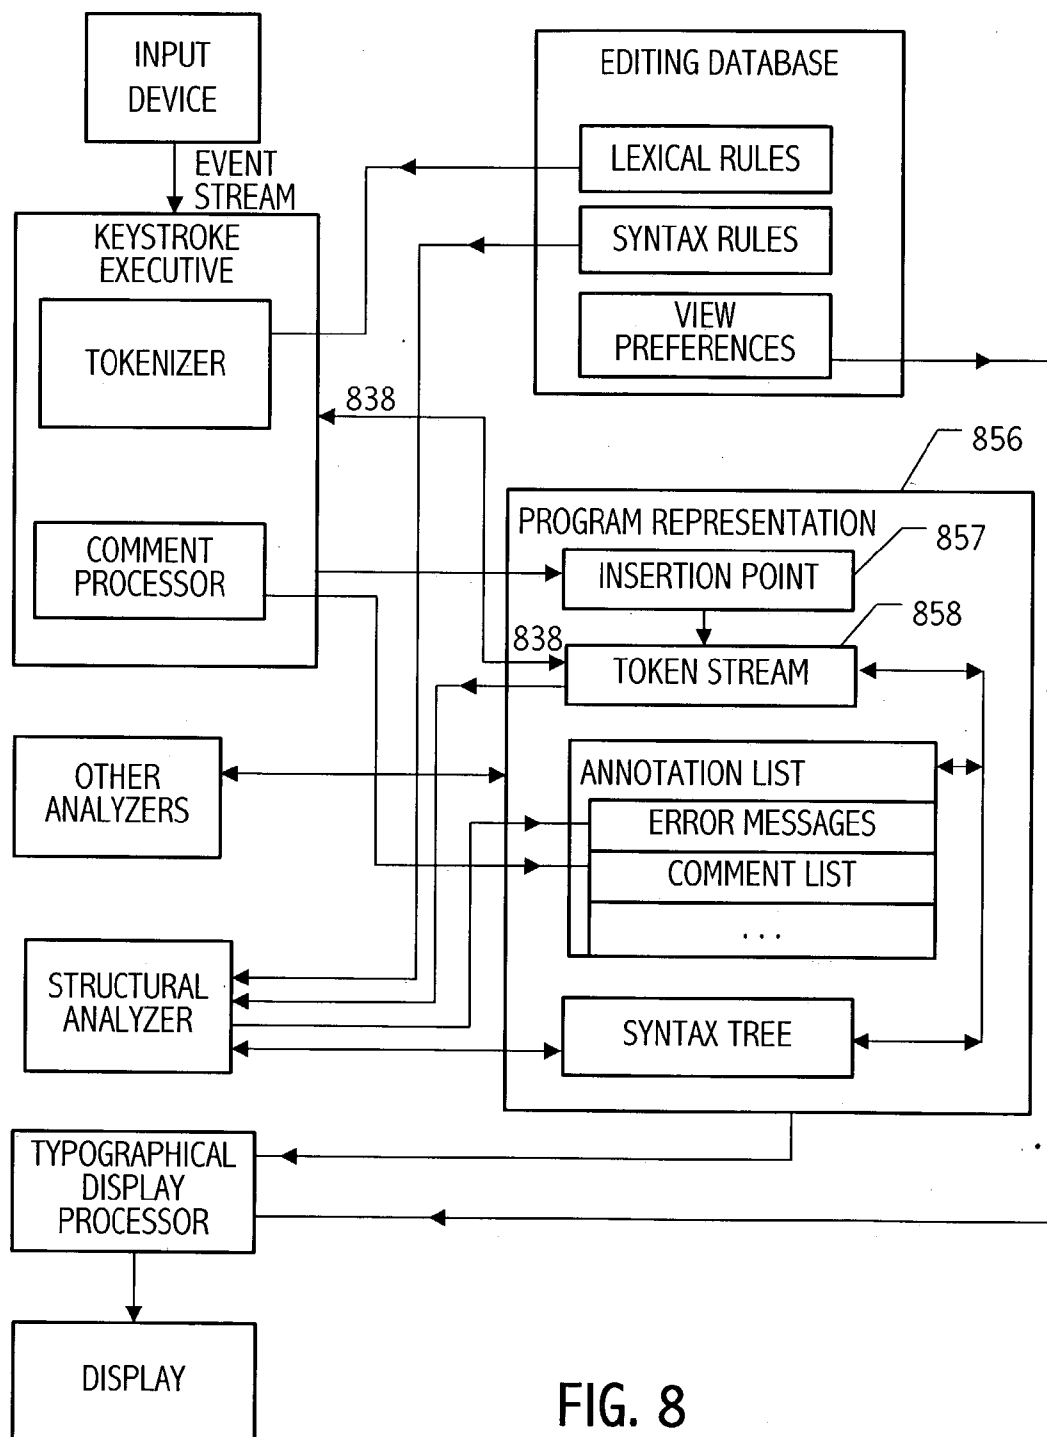 INPUT
DEVICE
EVENT
STREAM
KEYSTROKE
EXECUTIVE
TOKENIZER
COMMENT
PROCESSOR
EDITING DATABASE
LEXICAL RULES
SYNTAX RULES
VIEW
PREFERENCES
838
856
PROGRAM REPRESENTATION
857
INSERTION POINT
858
838
TOKEN STREAM
OTHER
ANALYZERS
ANNOTATION LIST
ERROR MESSAGES
COMMENT LIST
...
STRUCTURAL
ANALYZER
SYNTAX TREE
TYPOGRAPHICAL
DISPLAY
PROCESSOR
DISPLAY
FIG. 8